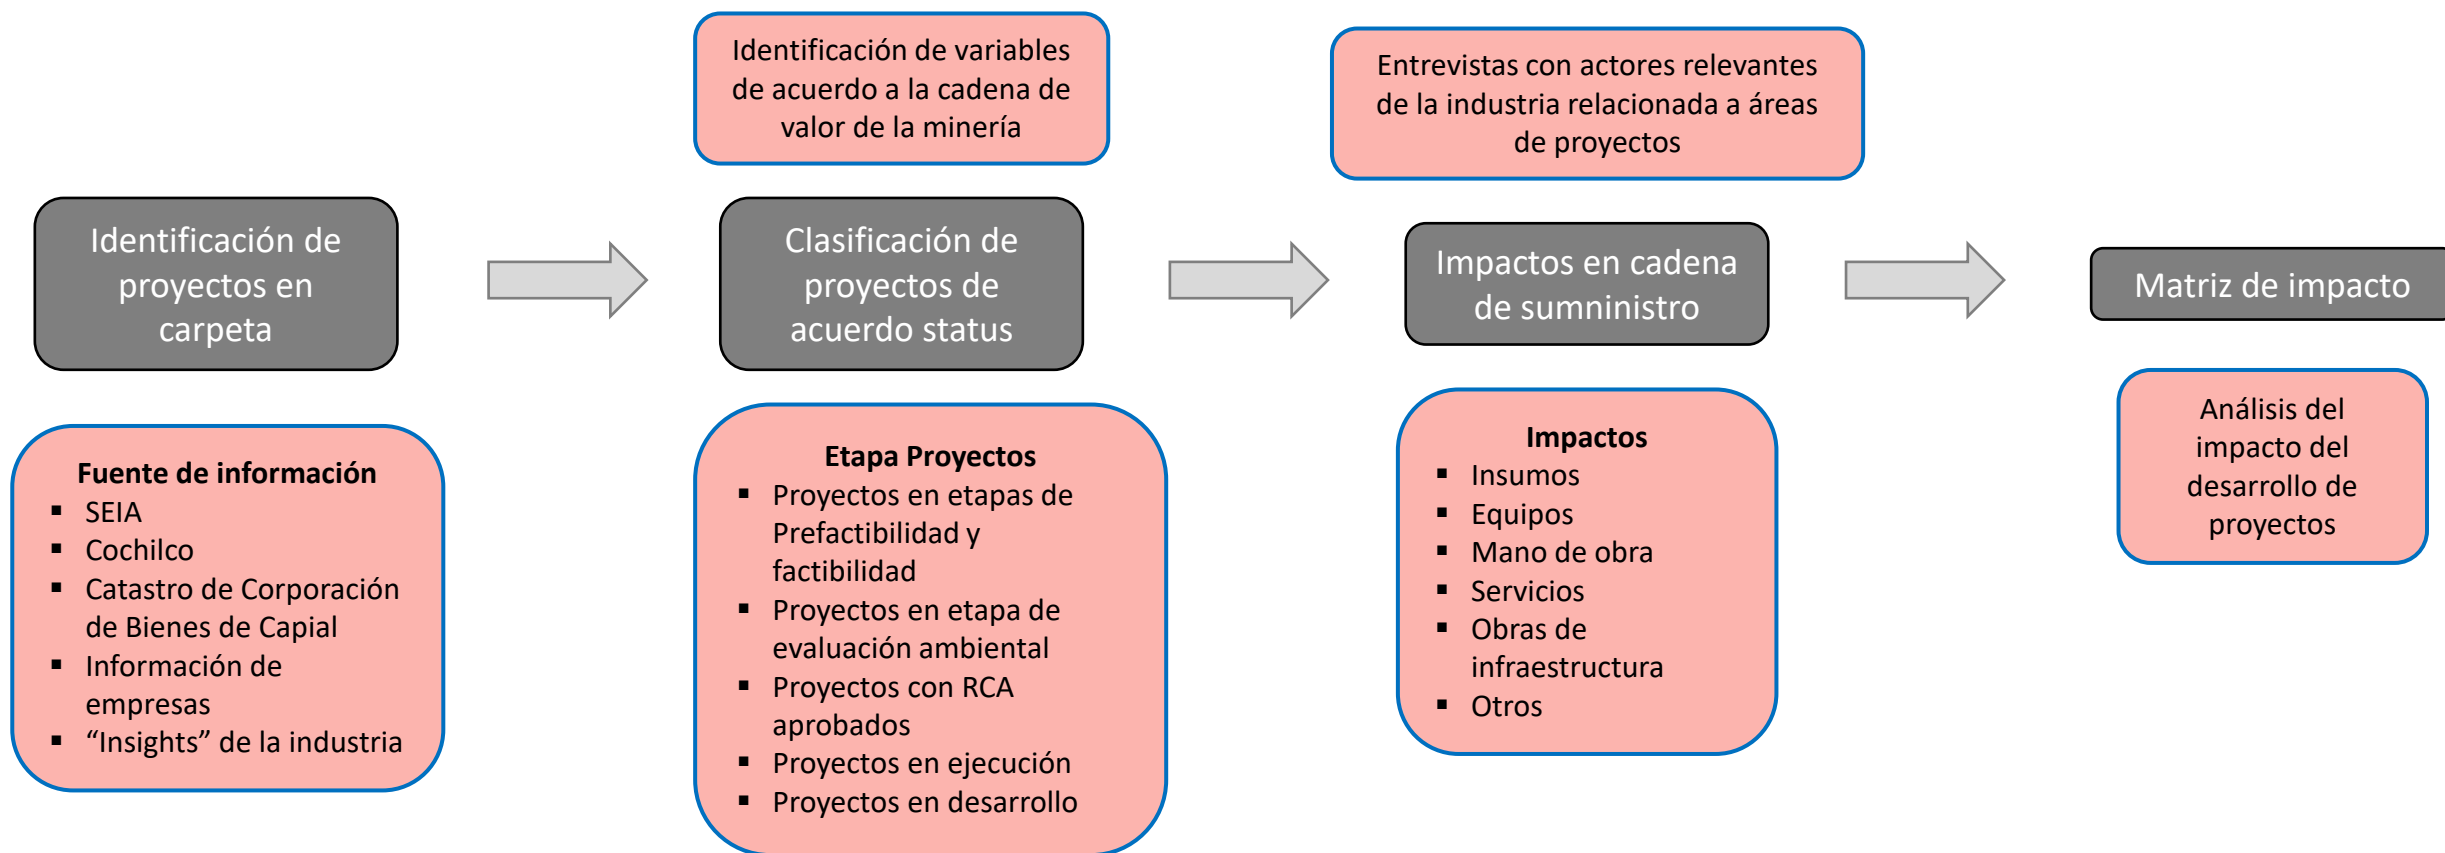 Identificación de
proyectos en
carpeta
Fuente de información
▪ SEIA
▪ Cochilco
▪ Catastro de Corporación
de Bienes de Capial
▪ Información de
empresas
▪ “Insights” de la industria
Identificación de variables
de acuerdo a la cadena de
valor de la minería
Clasificación de
proyectos de
acuerdo status
Etapa Proyectos
▪ Proyectos en etapas de
Prefactibilidad y
factibilidad
▪ Proyectos en etapa de
evaluación ambiental
▪ Proyectos con RCA
aprobados
▪ Proyectos en ejecución
▪ Proyectos en desarrollo
Entrevistas con actores relevantes
de la industria relacionada a áreas
de proyectos
Impactos en cadena
de sumninistro
Impactos
▪ Insumos
▪ Equipos
▪ Mano de obra
▪ Servicios
▪ Obras de
infraestructura
▪ Otros
Matriz de impacto
Análisis del
impacto del
desarrollo de
proyectos